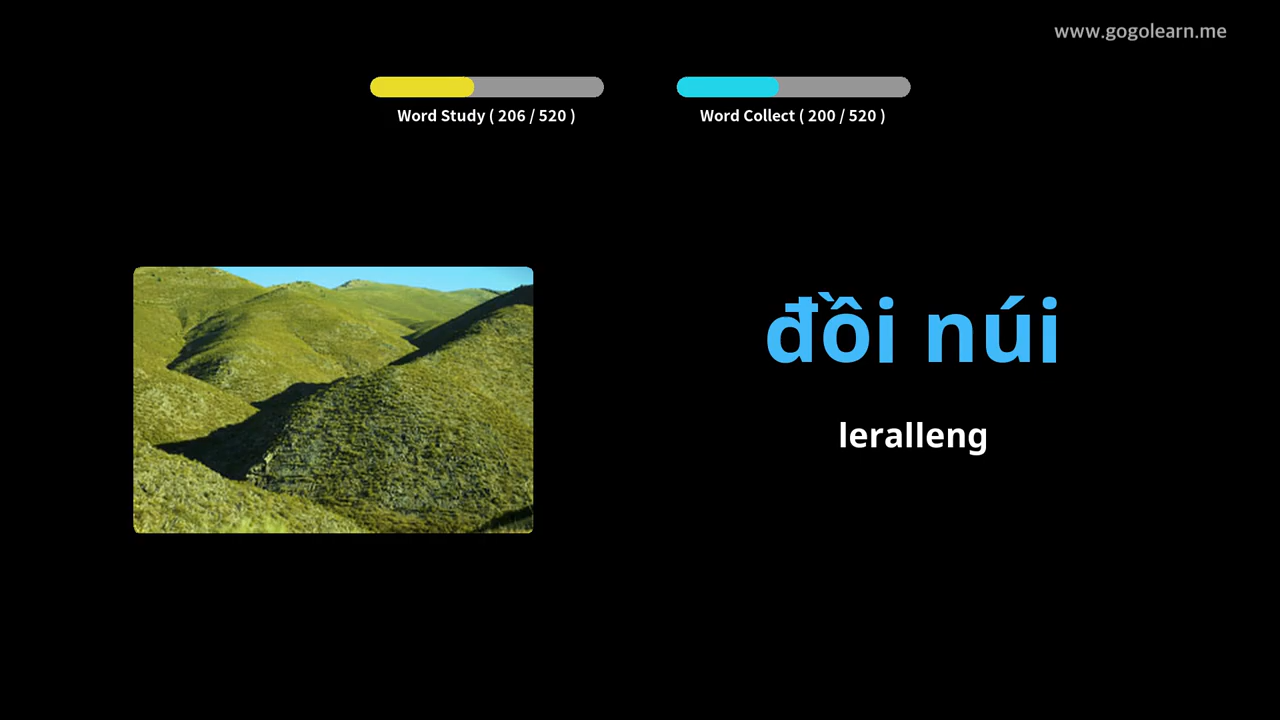 www.gogolearn.me
Word Study ( 206 / 520 )
Word Collect ( 200 / 520 )
đồi núi
leralleng